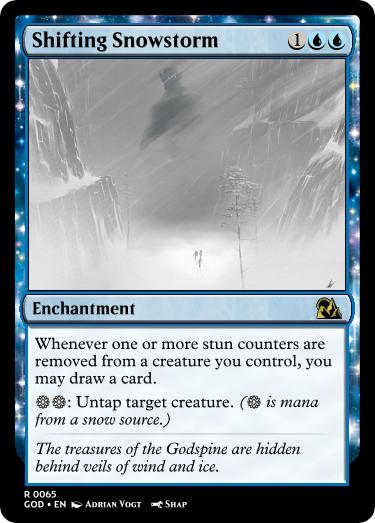 Shifting Snowstorm 1
Enchantment
Whenever one or more stun counters are
removed from a creature you control, you
may draw a card.
: Untap target creature. ( is mana
from a snow source.)
The treasures of the Godspine are hidden
behind veils of wind and ice.
R 0065
GOD • EN ADRIAN VOGT SHAP